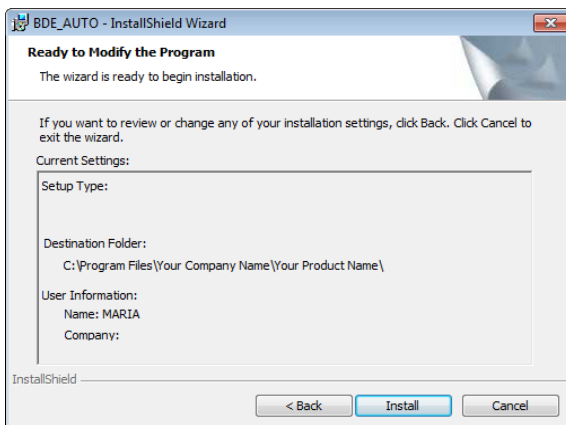 BDE_AUTO - InstallShield Wizard
Ready to Modify the Program
The wizard is ready to begin installation.
If you want to review or change any of your installation settings, click Back. Click Cancel to
exit the wizard.
Current Settings:
Setup Type:
Destination Folder:
C:\Program Files\Your Company Name\Your Product Name\
User Information:
Name: MARIA
Company:
InstallShield
< Back
Install
Cancel